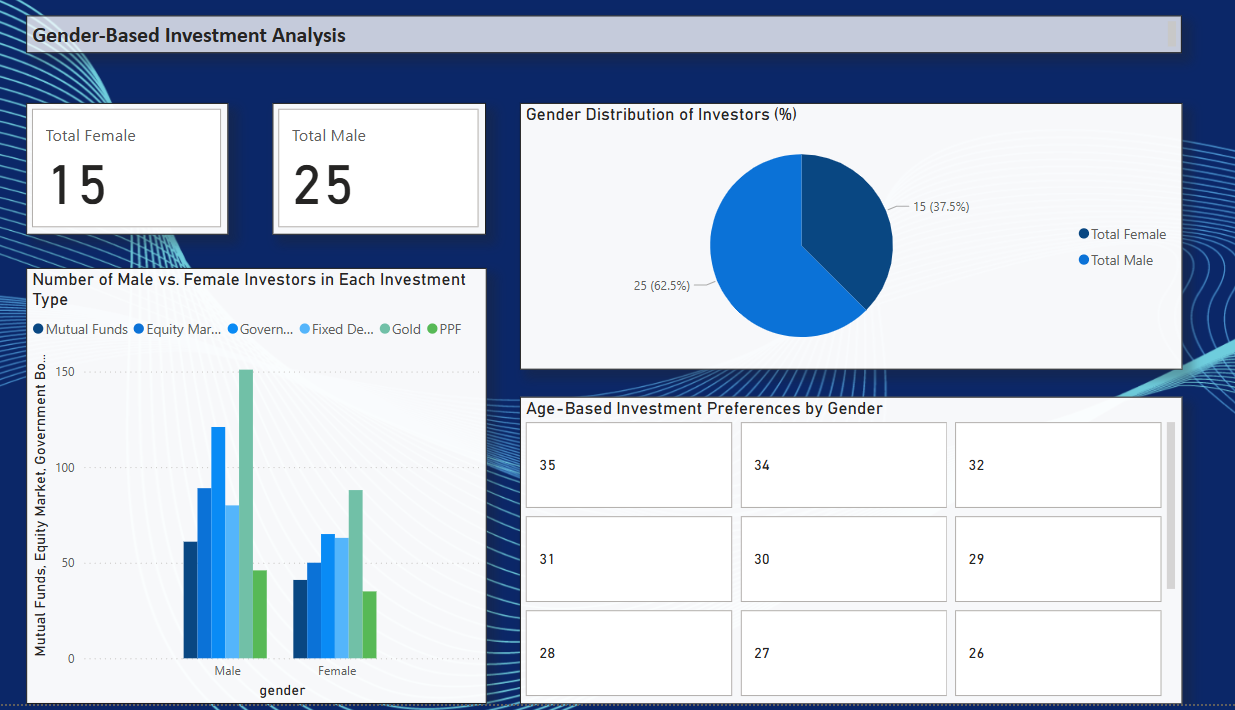 Gender-Based Investment Analysis
Total Female
15
Total Male
25
Gender Distribution of Investors (%)
15 (37.5%)
25 (62.5%)
Total Female
Total Male
Number of Male vs. Female Investors in Each Investment
Type
Mutual Funds Equity Mar... Govern... Fixed De... Gold PPF
Mutual Funds, Equity Market, Government Bo...
150
100
50
0
Male Female
gender
Age-Based Investment Preferences by Gender
35 34 32
31 30 29
28 27 26